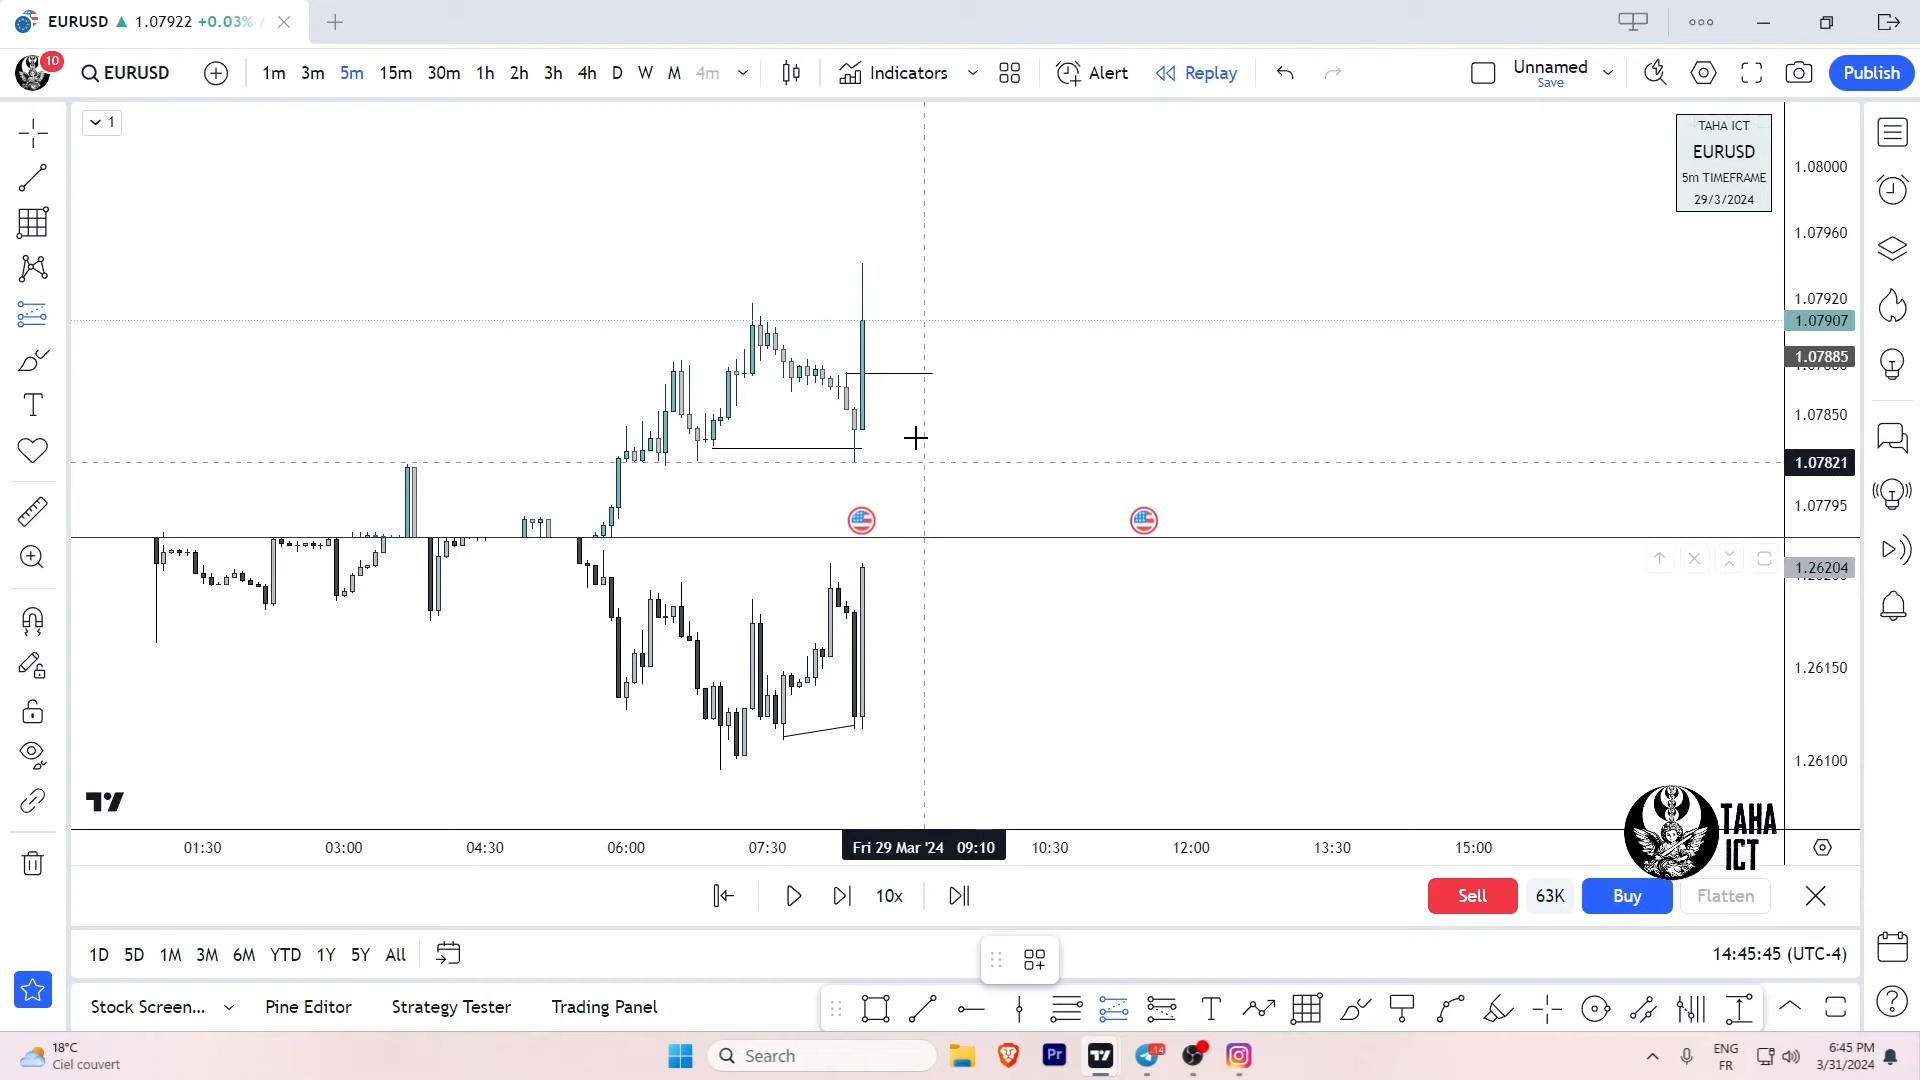 EURUSD ▲ 1.07922 +0.03% /
10
EURUSD
1m 3m 5m 15m 30m 1h 2h 3h 4h D W M 4m
Indicators
Alert
Replay
Unnamed
Save
Publish
1
TAHA ICT
EURUSD
5m TIMEFRAME
29/3/2024
1.08000
1.07960
1.07920
1.07907
1.07885
1.07850
1.07821
1.07795
1.26204
1.26150
1.26100
TAHA
ICT
01:30 03:00 04:30 06:00 07:30 Fri 29 Mar '24 09:10 10:30 12:00 13:30 15:00
10x
Sell 63K Buy Flatten
1D 5D 1M 3M 6M YTD 1Y 5Y All
14:45:45 (UTC-4)
Stock Screen... Pine Editor Strategy Tester Trading Panel
18°C
Ciel couvert
Search
Pr
14
ENG
FR
6:45 PM
3/31/2024